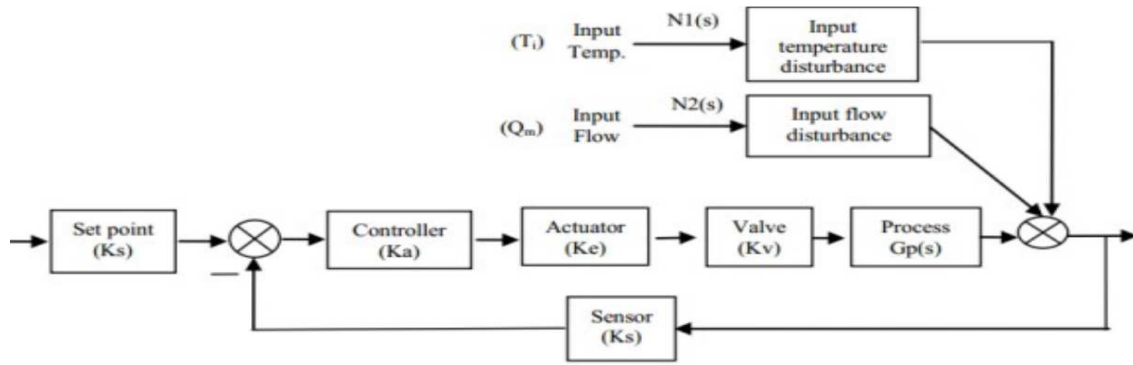 N1(s)
(Ti) Input
Temp.
Input
temperature
disturbance
N2(s)
(Qm) Input
Flow
Input flow
disturbance
Set point
(Ks)
Controller
(Ka)
Actuator
(Ke)
Valve
(Kv)
Process
Gp(s)
Sensor
(Ks)